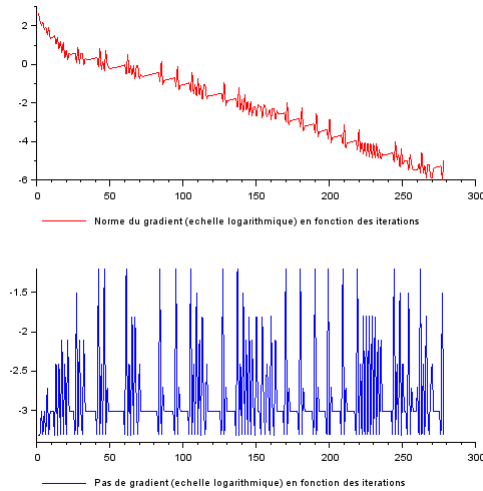 2
0
-2
-4
-6
0 50 100 150 200 250 300
Norme du gradient (echelle logarithmique) en fonction des iterations
-1.5
-2
-2.5
-3
0 50 100 150 200 250 300
Pas de gradient (echelle logarithmique) en fonction des iterations